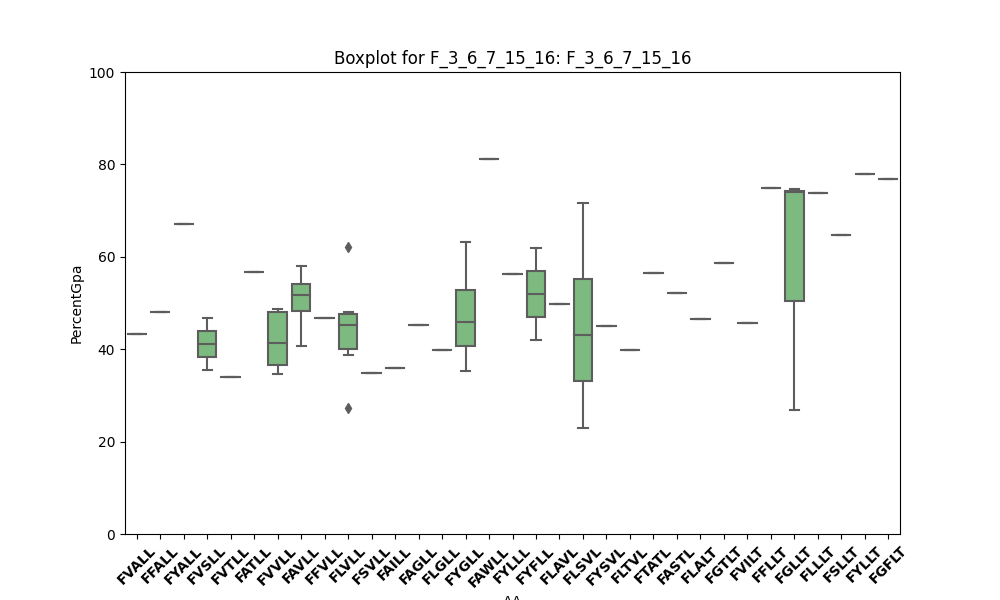 Boxplot for F_3_6_7_15_16: F_3_6_7_15_16
PercentGpa
100
80
60
40
20
0
FVALL
FFALL
FYALL
FVSLL
FVTLL
FATLL
FVVLL
FAVLL
FFVLL
FLVLL
FSVLL
FAILL
FAGLL
FLGLL
FYGLL
FAWLL
FYLLL
FYFLL
FLAVL
FLSVL
FYSVL
FLTVL
FTATL
FASTL
FLALT
FGTLT
FVILT
FFLLT
FGLLT
FLLLT
FSLLT
FYLLT
FGFLT
AA